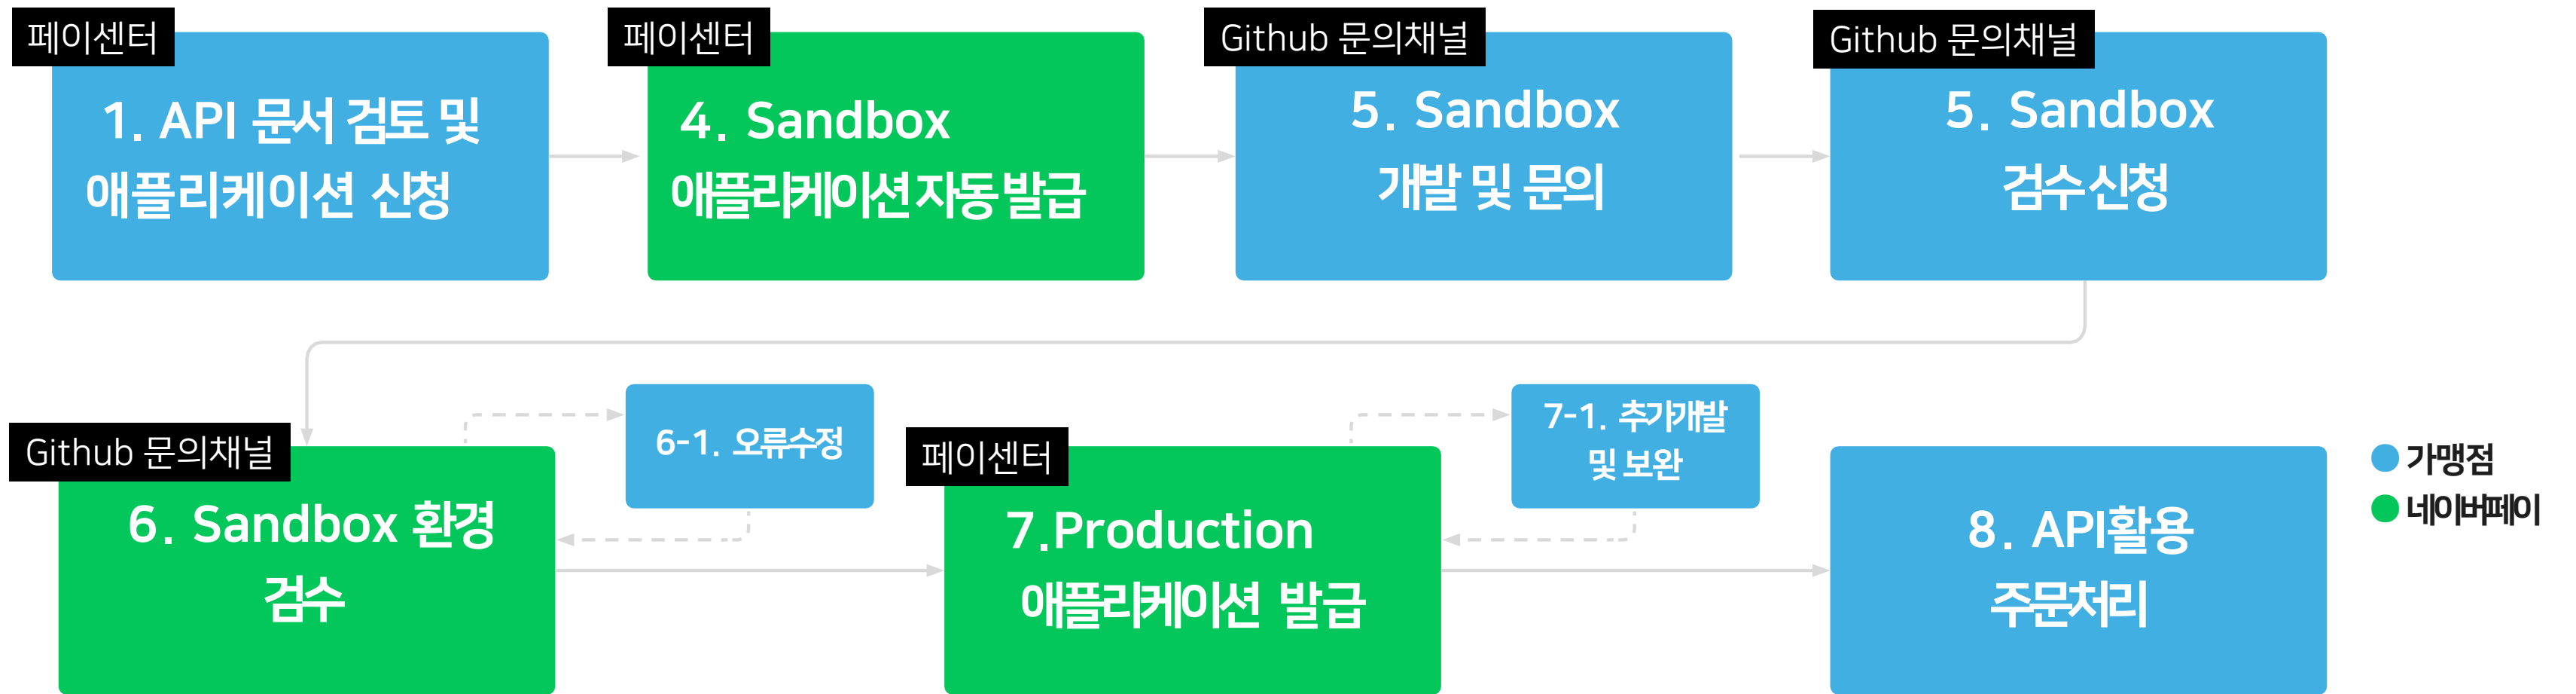 페이센터
1. API 문서 검토 및
애플리케이션 신청
페이센터
4. Sandbox
애플리케이션 자동 발급
Github 문의채널
5. Sandbox
개발 및 문의
Github 문의채널
5. Sandbox
검수 신청
Github 문의채널
6. Sandbox 환경
검수
6-1. 오류수정
페이센터
7.Production
애플리케이션 발급
7-1. 추가개발
및 보완
8. API활용
주문처리
가맹점
네이버페이